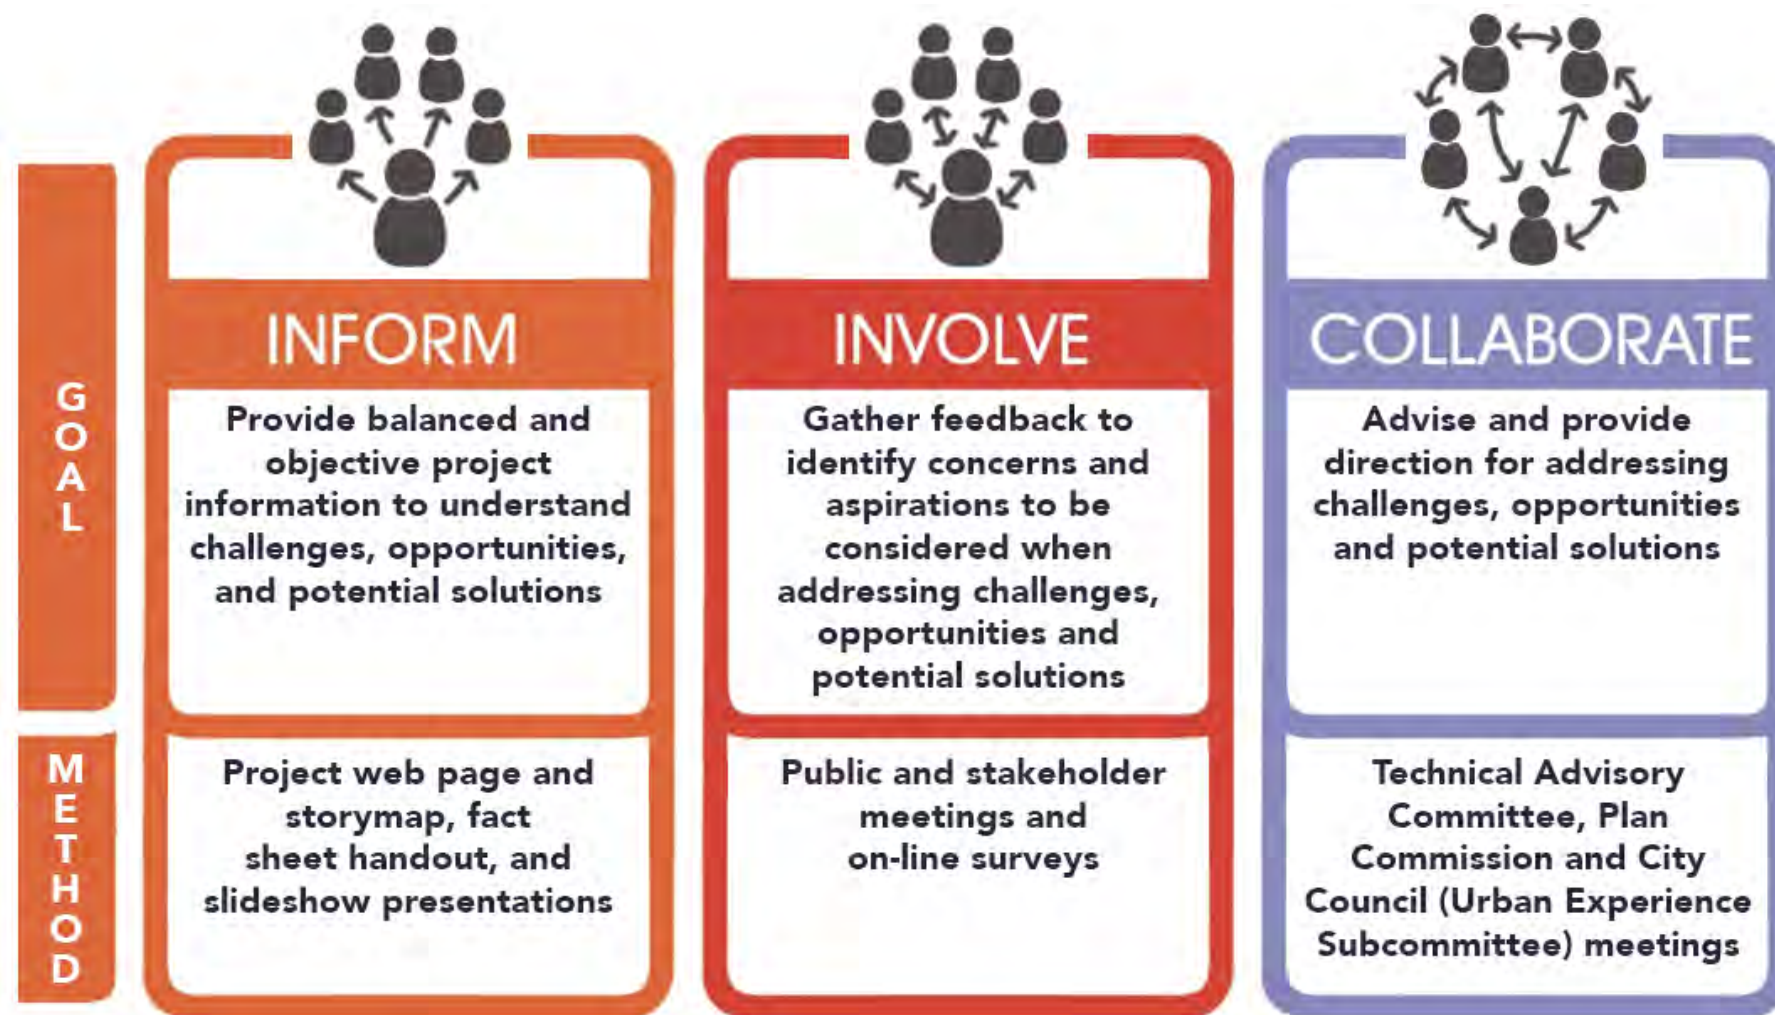 INFORM
INVOLVE
COLLABORATE
GOAL
Provide balanced and
objective project
information to understand
challenges, opportunities,
and potential solutions
Gather feedback to
identify concerns and
aspirations to be
considered when
addressing challenges,
opportunities and
potential solutions
Advise and provide
direction for addressing
challenges, opportunities
and potential solutions
METHOD
Project web page and
storymap, fact
sheet handout, and
slideshow presentations
Public and stakeholder
meetings and
on-line surveys
Technical Advisory
Committee, Plan
Commission and City
Council (Urban Experience
Subcommittee) meetings